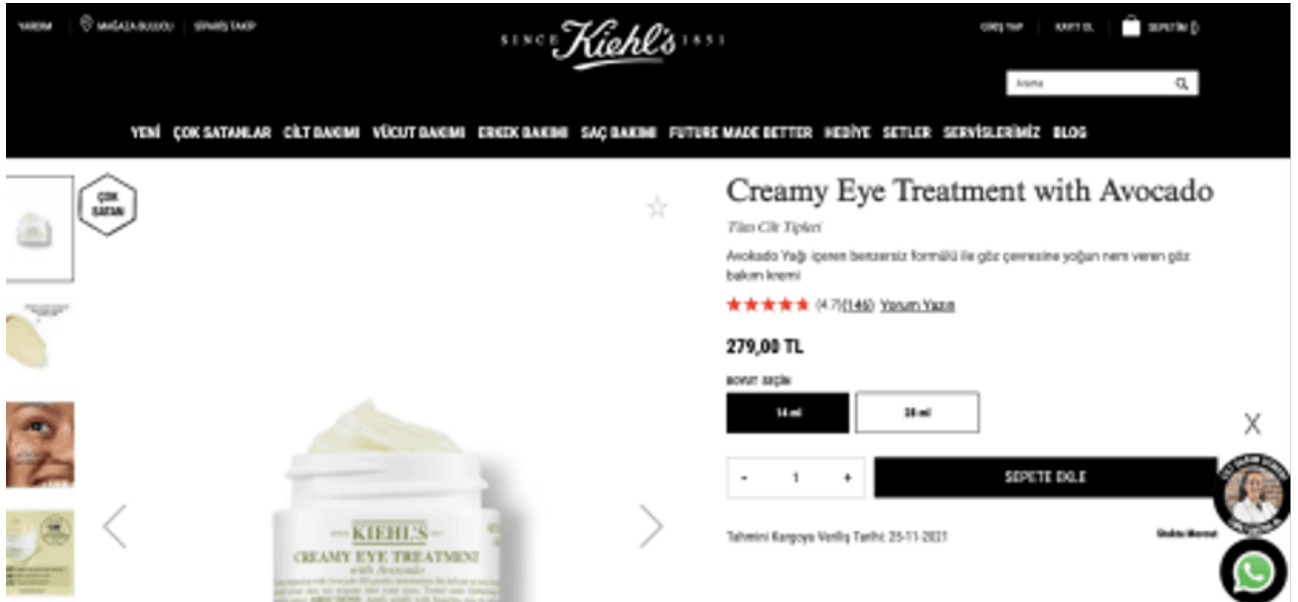 YARDIM
MAĞAZA BULUCU
SİPARİŞ TAKİP
SINCE Kiehl's 1851
GİRİŞ YAP
KAYIT OL
SEPETİM ()
Arama
YENİ ÇOK SATANLAR CİLT BAKIMI VÜCUT BAKIMI ERKEK BAKIMI SAÇ BAKIMI FUTURE MADE BETTER HEDİYE SETLER SERVİSLERİMİZ BLOG
ÇOK
SATAN
Creamy Eye Treatment with Avocado
Tüm Cilt Tipleri
Avokado Yağı içeren benzersiz formülü ile göz çevresine yoğun nem veren göz
bakım kremi
(4.7)(146) Yorum Yazın
279,00 TL
BOYUT SEÇİN
14 ml
28 ml
- 1 +
SEPETE EKLE
X
Tahmini Kargoya Veriliş Tarihi: 25-11-2021
Stokta Mevcut
KIEHL'S
CREAMY EYE TREATMENT
with Avocado